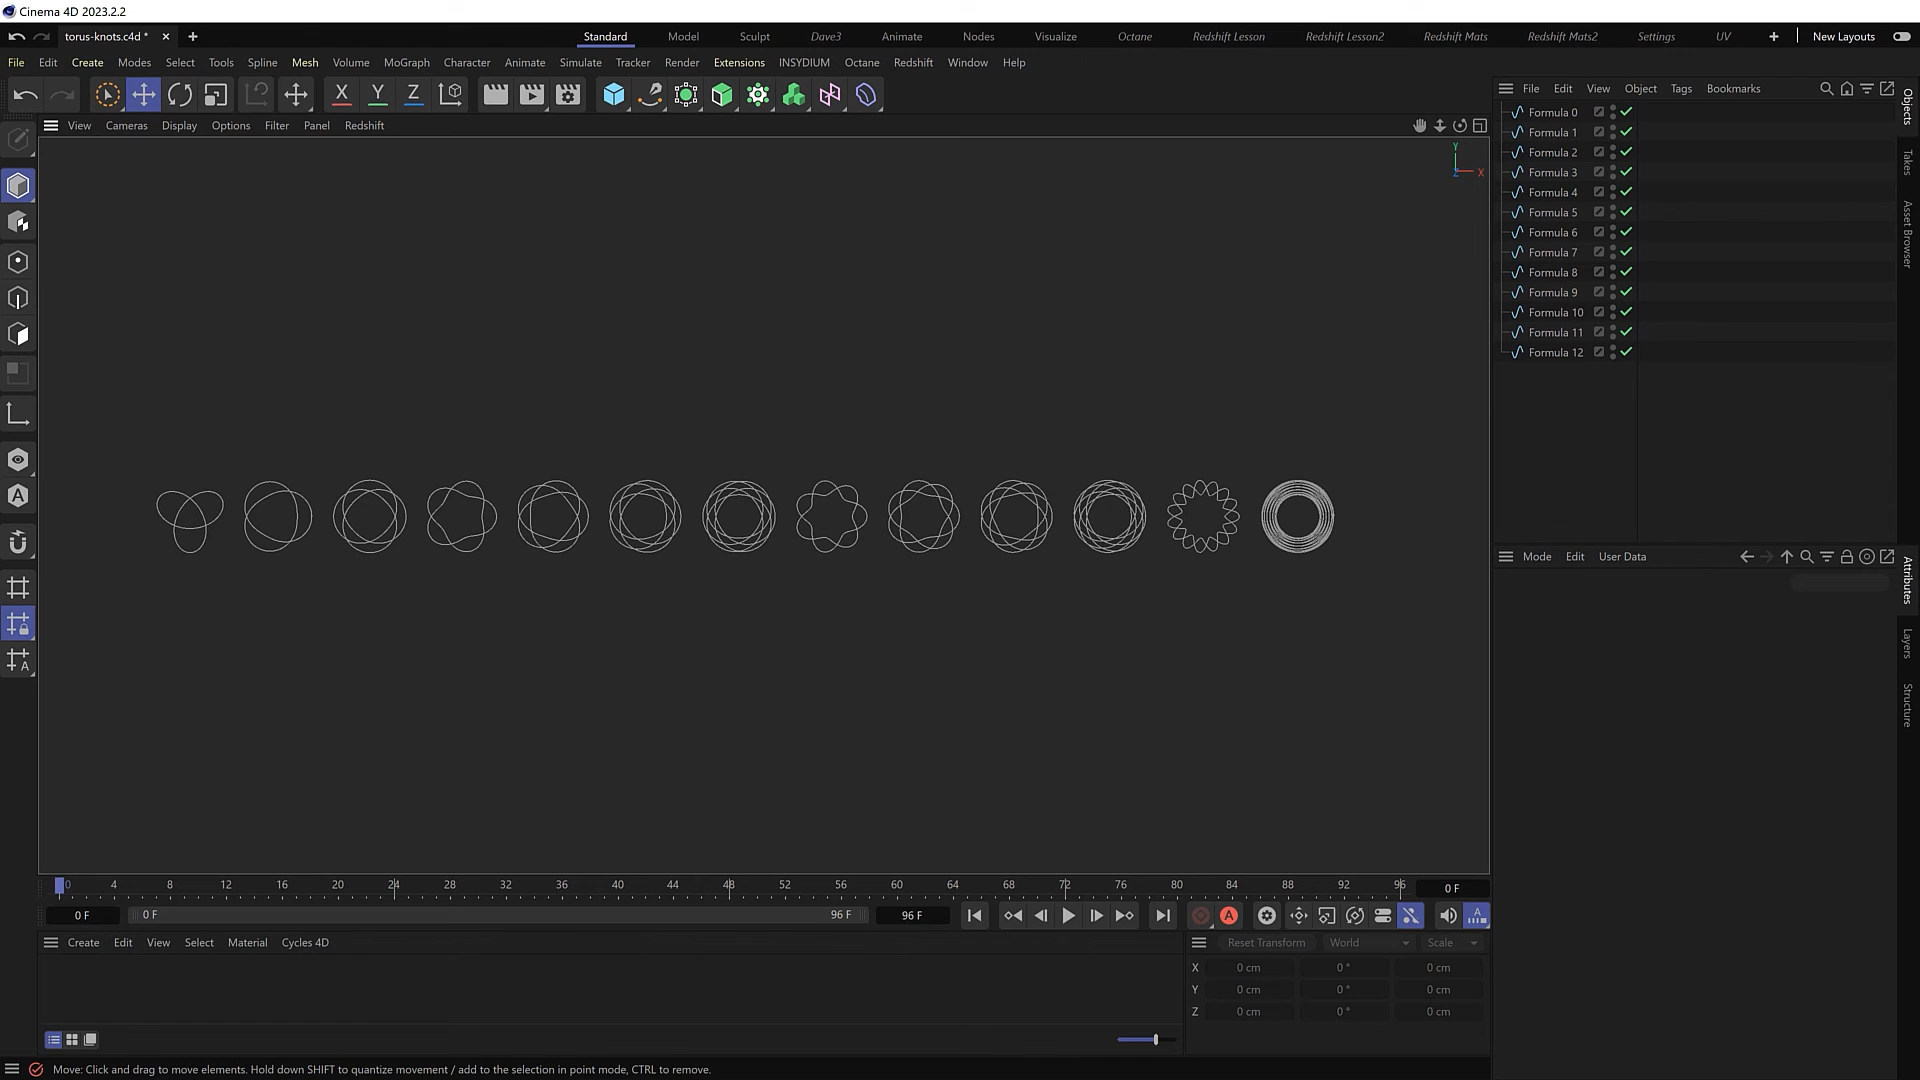 Cinema 4D 2023.2.2
torus-knots.c4d *
Standard Model Sculpt Dave3 Animate Nodes Visualize Octane Redshift Lesson Redshift Lesson2 Redshift Mats Redshift Mats2 Settings UV New Layouts
File Edit Create Modes Select Tools Spline Mesh Volume MoGraph Character Animate Simulate Tracker Render Extensions INSYDIUM Octane Redshift Window Help
X Y Z
File Edit View Object Tags Bookmarks
View Cameras Display Options Filter Panel Redshift
Y
X
Z
Formula 0
Formula 1
Formula 2
Formula 3
Formula 4
Formula 5
Formula 6
Formula 7
Formula 8
Formula 9
Formula 10
Formula 11
Formula 12
Objects
Takes
Asset Browser
A
A
Mode Edit User Data
Attributes
Layers
Structure
0 4 8 12 16 20 24 28 32 36 40 44 48 52 56 60 64 68 72 76 80 84 88 92 96 0 F
0 F 0 F 96 F 96 F A A
Create Edit View Select Material Cycles 4D
Reset Transform World Scale
X 0 cm 0 ° 0 cm
Y 0 cm 0 ° 0 cm
Z 0 cm 0 ° 0 cm
Move: Click and drag to move elements. Hold down SHIFT to quantize movement / add to the selection in point mode, CTRL to remove.